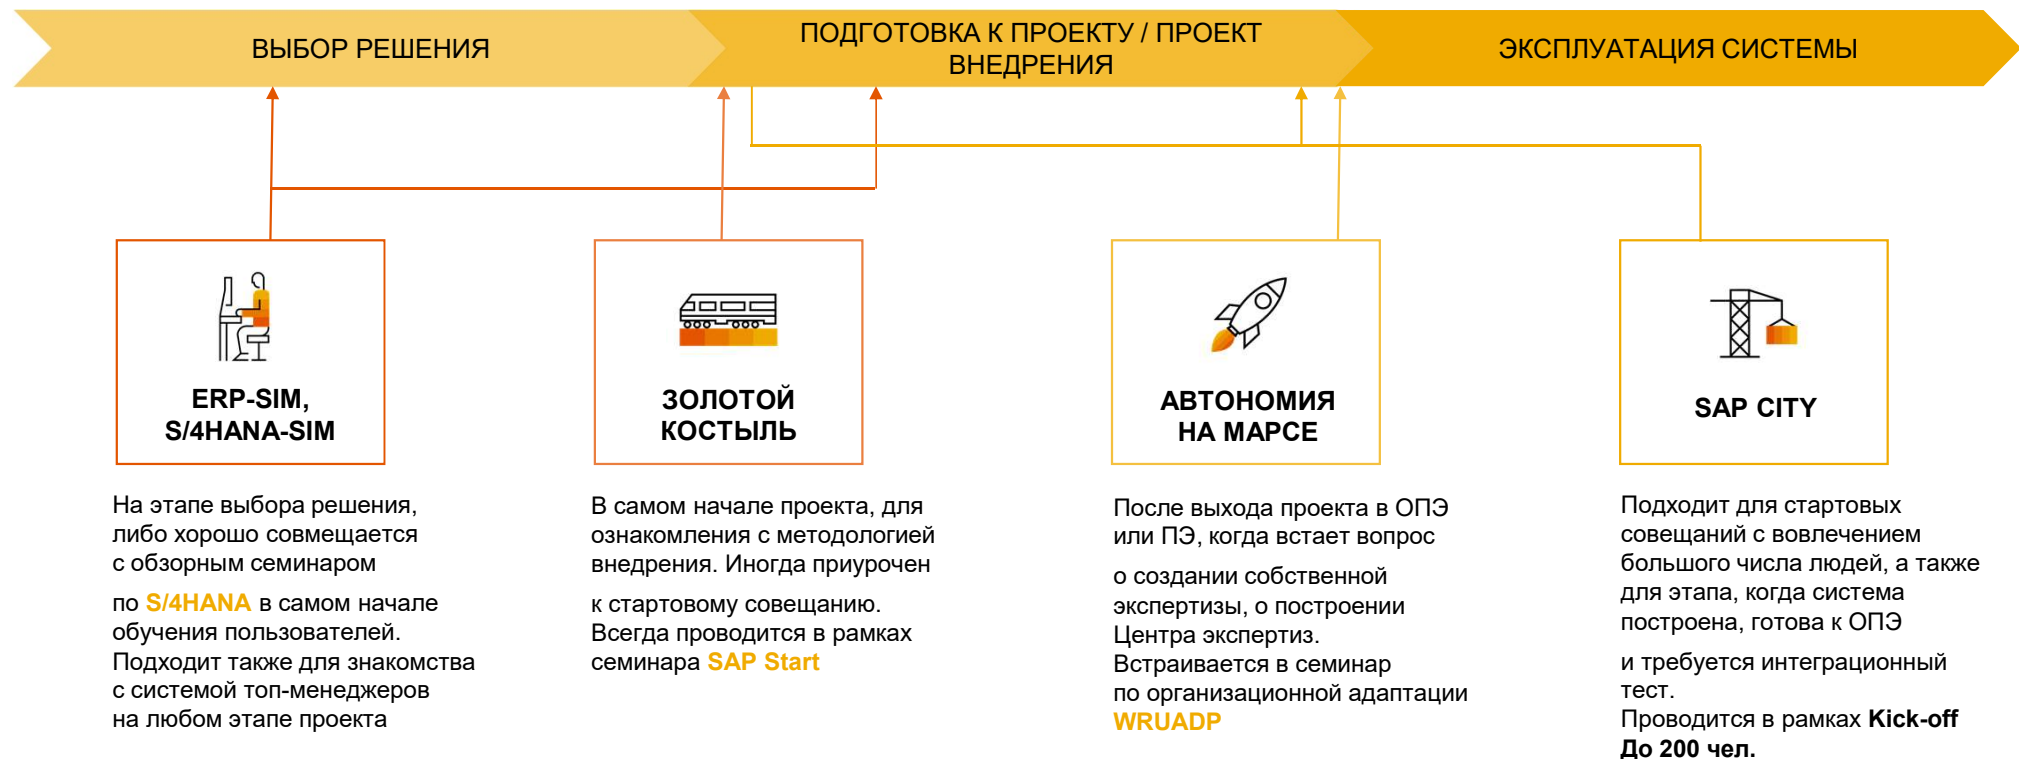 ВЫБОР РЕШЕНИЯ
ПОДГОТОВКА К ПРОЕКТУ / ПРОЕКТ
ВНЕДРЕНИЯ
ЭКСПЛУАТАЦИЯ СИСТЕМЫ
ERP-SIM,
S/4HANA-SIM
На этапе выбора решения,
либо хорошо совмещается
с обзорным семинаром
по S/4HANA в самом начале
обучения пользователей.
Подходит также для знакомства
с системой топ-менеджеров
на любом этапе проекта
ЗОЛОТОЙ
КОСТЫЛЬ
В самом начале проекта, для
ознакомления с методологией
внедрения. Иногда приурочен
к стартовому совещанию.
Всегда проводится в рамках
семинара SAP Start
АВТОНОМИЯ
НА МАРСЕ
После выхода проекта в ОПЭ
или ПЭ, когда встает вопрос
о создании собственной
экспертизы, о построении
Центра экспертиз.
Встраивается в семинар
по организационной адаптации
WRUADP
SAP CITY
Подходит для стартовых
совещаний с вовлечением
большого числа людей, а также
для этапа, когда система
построена, готова к ОПЭ
и требуется интеграционный
тест.
Проводится в рамках Kick-off
До 200 чел.